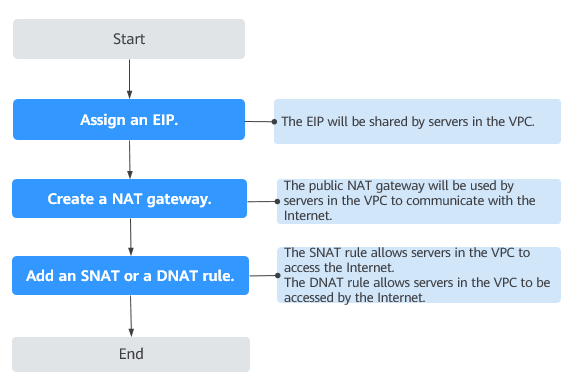 Start
Assign an EIP.
The EIP will be shared by servers in the VPC.
Create a NAT gateway.
The public NAT gateway will be used by
servers in the VPC to communicate with the
Internet.
Add an SNAT or a DNAT rule.
The SNAT rule allows servers in the VPC to
access the Internet.
The DNAT rule allows servers in the VPC to be
accessed by the Internet.
End